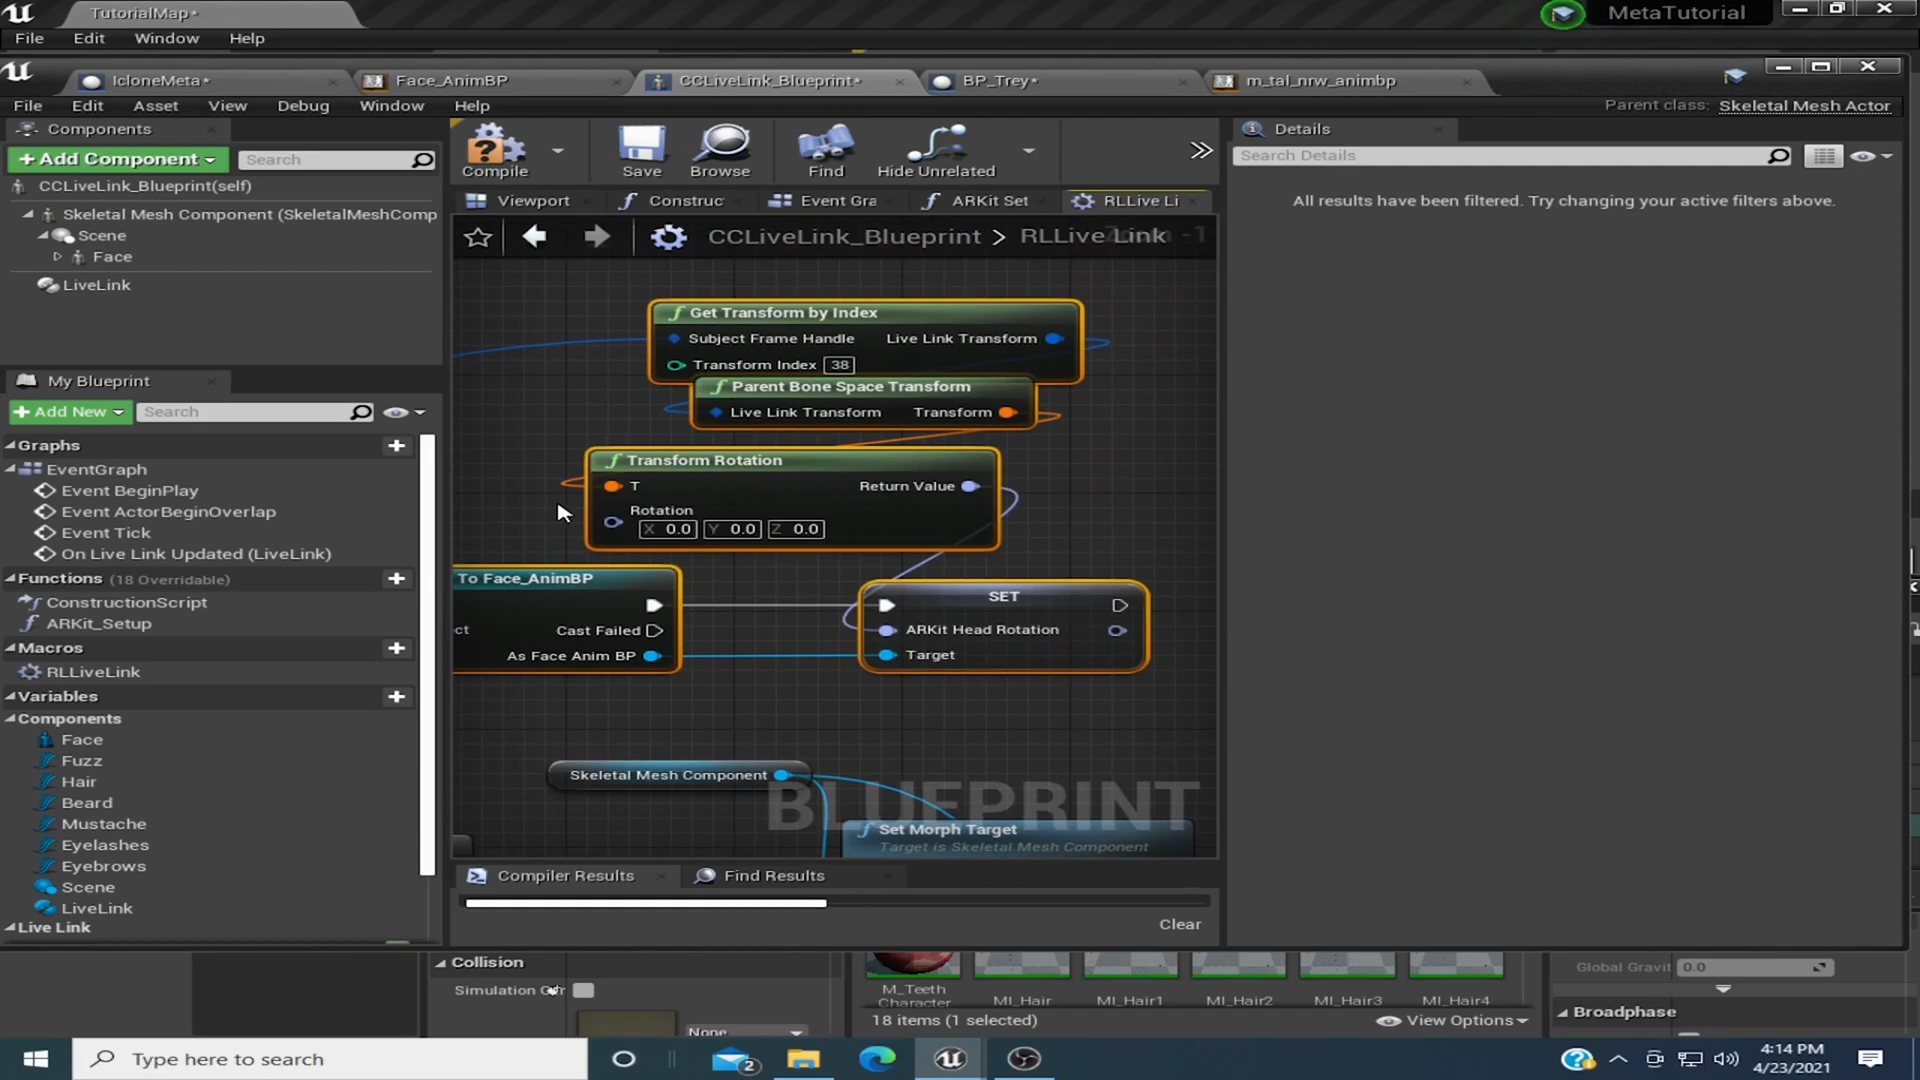 TutorialMap*
MetaTutorial
File Edit Window Help
IcloneMeta*
Face_AnimBP
CCLiveLink_Blueprint*
BP_Trey*
m_tal_nrw_animbp
File Edit Asset View Debug Window Help
Parent class: Skeletal Mesh Actor
Components
+ Add Component
Search
CCLiveLink_Blueprint(self)
Skeletal Mesh Component (SkeletalMeshComp
Scene
Face
LiveLink
My Blueprint
+ Add New
Search
Graphs
EventGraph
Event BeginPlay
Event ActorBeginOverlap
Event Tick
On Live Link Updated (LiveLink)
Functions (18 Overridable)
ConstructionScript
ARKit_Setup
Macros
RLLiveLink
Variables
Components
Face
Fuzz
Hair
Beard
Mustache
Eyelashes
Eyebrows
Scene
LiveLink
Live Link
Compile
Save
Browse
Find
Hide Unrelated
Viewport
Construc
Event Gra
ARKit Set
RLLive Li
CCLiveLink_Blueprint > RLLive Link
Zoom -1
Get Transform by Index
Subject Frame Handle Live Link Transform
Transform Index 38
Parent Bone Space Transform
Live Link Transform Transform
Transform Rotation
T Return Value
Rotation
X 0.0 Y 0.0 Z 0.0
To Face_AnimBP
ct Cast Failed
As Face Anim BP
SET
ARKit Head Rotation
Target
Skeletal Mesh Component
BLUEPRINT
Set Morph Target
Target is Skeletal Mesh Component
Compiler Results
Find Results
Clear
Details
Search Details
All results have been filtered. Try changing your active filters above.
Collision
None
M_Teeth
Character
MI_Hair
MI_Hair1
MI_Hair2
MI_Hair3
MI_Hair4
18 items (1 selected)
View Options
Global Gravit 0.0
Broadphase
Type here to search
2
4:14 PM
4/23/2021